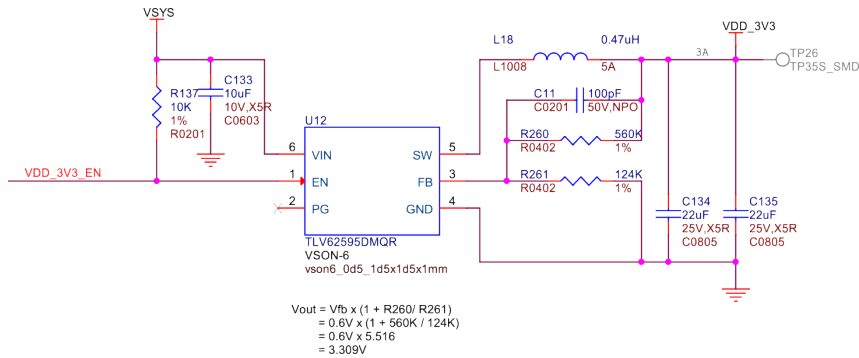 VSYS
VDD_3V3
L18 0.47uH
3A
TP26
TP35S_SMD
L1008 5A
C133
10uF
10V,X5R
C0603
R137
10K
1%
R0201
C11 100pF
C0201 50V,NPO
U12
R260 560K
R0402 1%
6 VIN SW 5
VDD_3V3_EN
1 EN FB 3
R261 124K
R0402 1%
2 PG GND 4
C134
22uF
25V,X5R
C0805
C135
22uF
25V,X5R
C0805
TLV62595DMQR
VSON-6
vson6_0d5_1d5x1d5x1mm
Vout = Vfb x (1 + R260/ R261)
= 0.6V x (1 + 560K / 124K)
= 0.6V x 5.516
= 3.309V